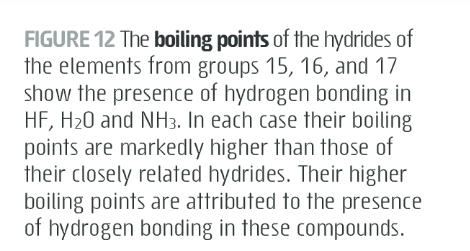 FIGURE 12 The boiling points of the hydrides of
the elements from groups 15, 16, and 17
show the presence of hydrogen bonding in
HF, H₂O and NH₃. In each case their boiling
points are markedly higher than those of
their closely related hydrides. Their higher
boiling points are attributed to the presence
of hydrogen bonding in these compounds.